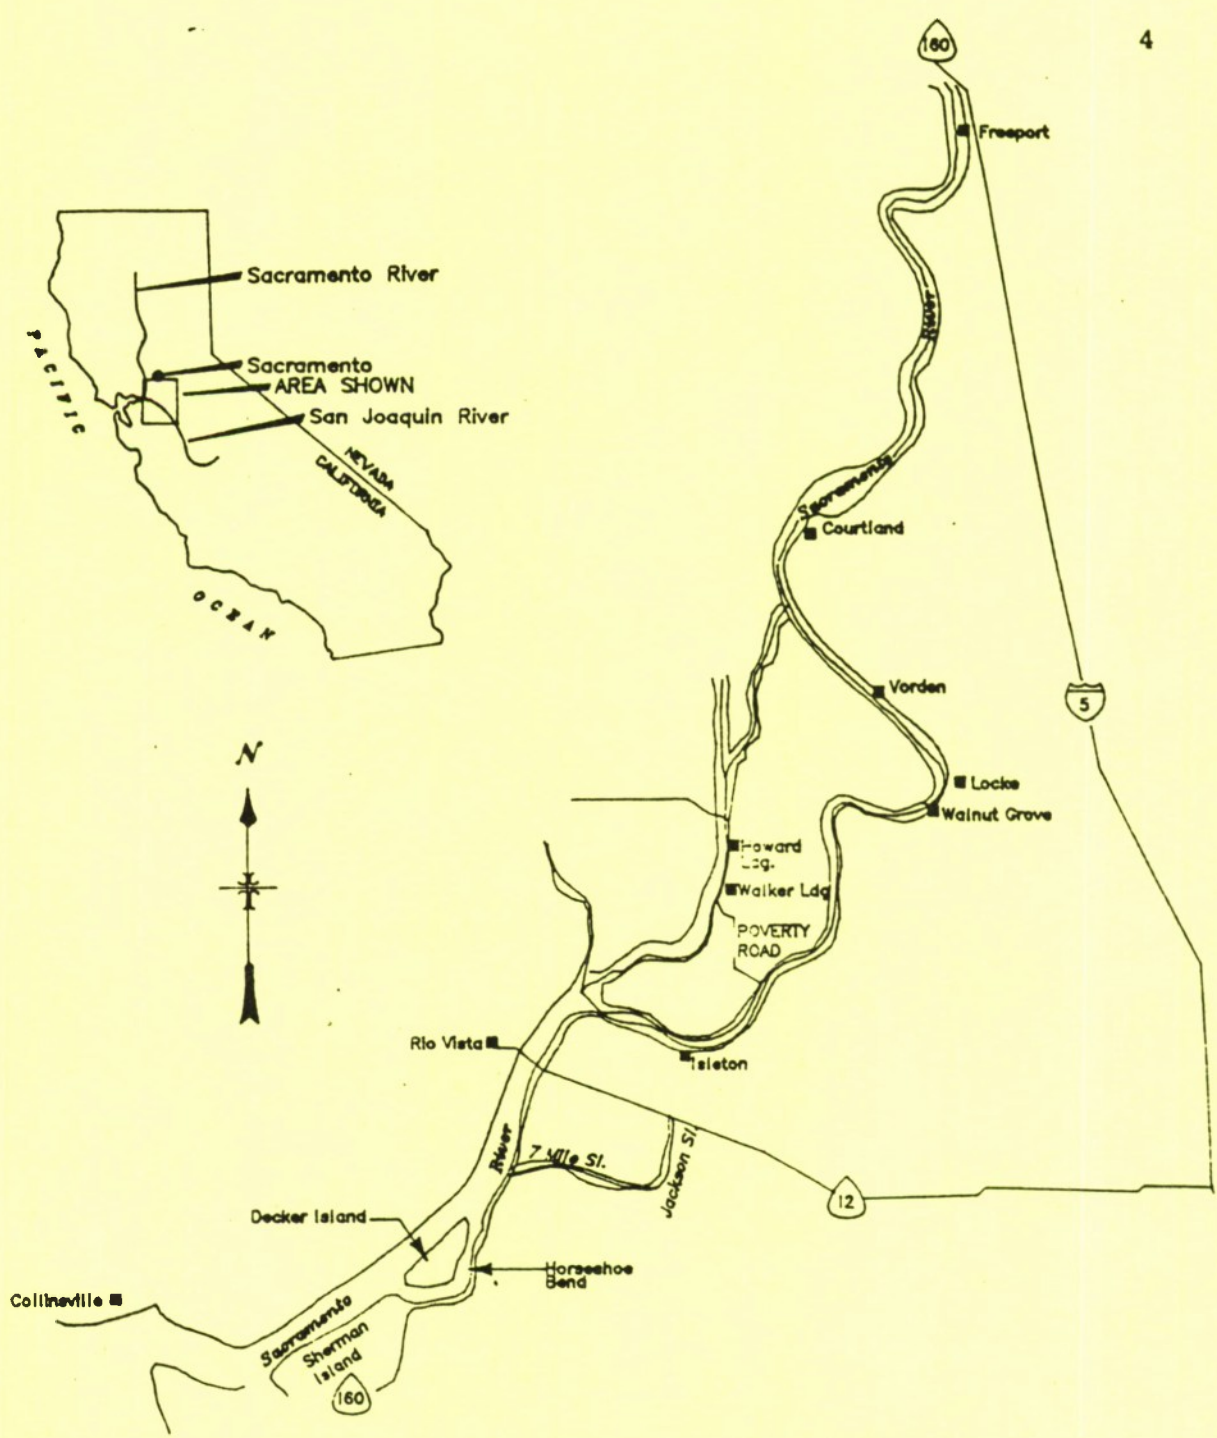 4
160
Freeport
Sacramento River
Sacramento
AREA SHOWN
San Joaquin River
NEVADA
CALIFORNIA
PACIFIC
OCEAN
River
Sacramento
Courtland
Vorden
5
N
Locke
Walnut Grove
Howard
Ldg.
Walker Ldg
POVERTY
ROAD
Rio Vista
Isleton
River
7 Mile Sl.
Jackson Sl.
12
Decker Island
Horseshoe
Bend
Collinsville
Sacramento
Sherman
Island
160